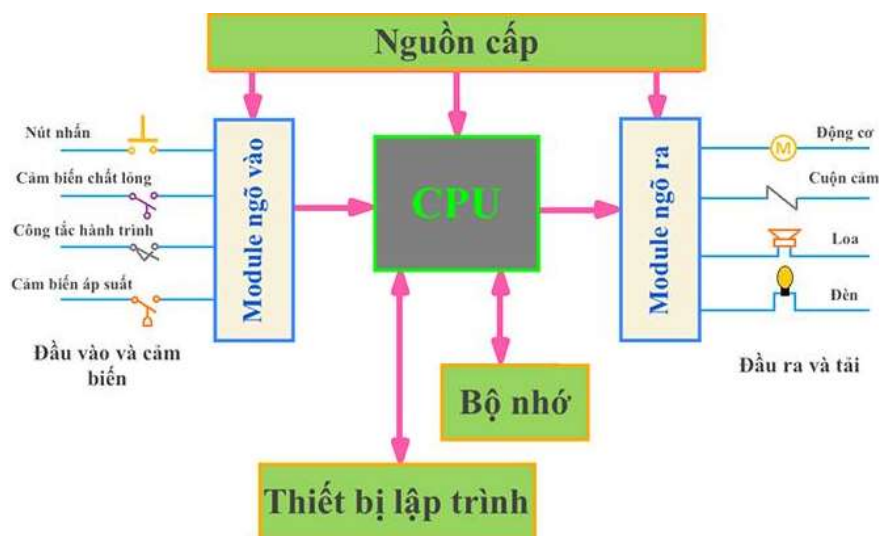 Nguồn cấp
Nút nhấn
Cảm biến chất lỏng
Công tắc hành trình
Cảm biến áp suất
Đầu vào và cảm
biến
Module ngõ vào
CPU
Module ngõ ra
Động cơ
M
Cuộn cảm
Loa
Đèn
Đầu ra và tải
Bộ nhớ
Thiết bị lập trình